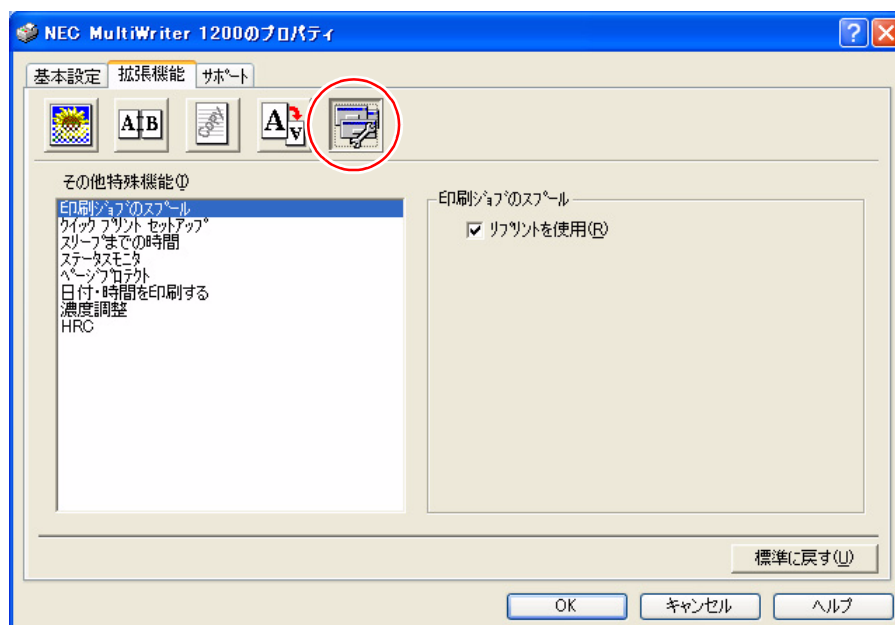 NEC MultiWriter 1200のプロパティ
基本設定 拡張機能 サポート
A B copy A V
その他特殊機能(I)
印刷ジョブのスプール
クイック プリント セットアップ
スリープまでの時間
ステータスモニタ
ページプロテクト
日付・時間を印刷する
濃度調整
HRC
印刷ジョブのスプール
リプリントを使用(R)
標準に戻す(U)
OK キャンセル ヘルプ